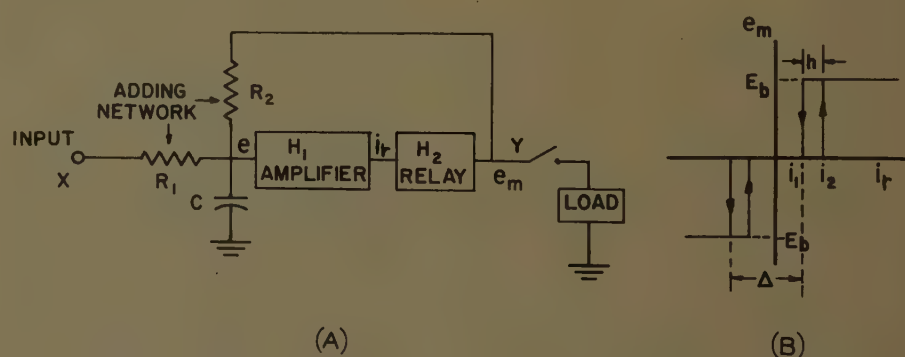 ADDING
NETWORK
R2
INPUT
X
R1
e
C
H1
AMPLIFIER
ir
H2
RELAY
em
Y
LOAD
(A)
em
h
Eb
i1
i2
ir
-Eb
Δ
(B)